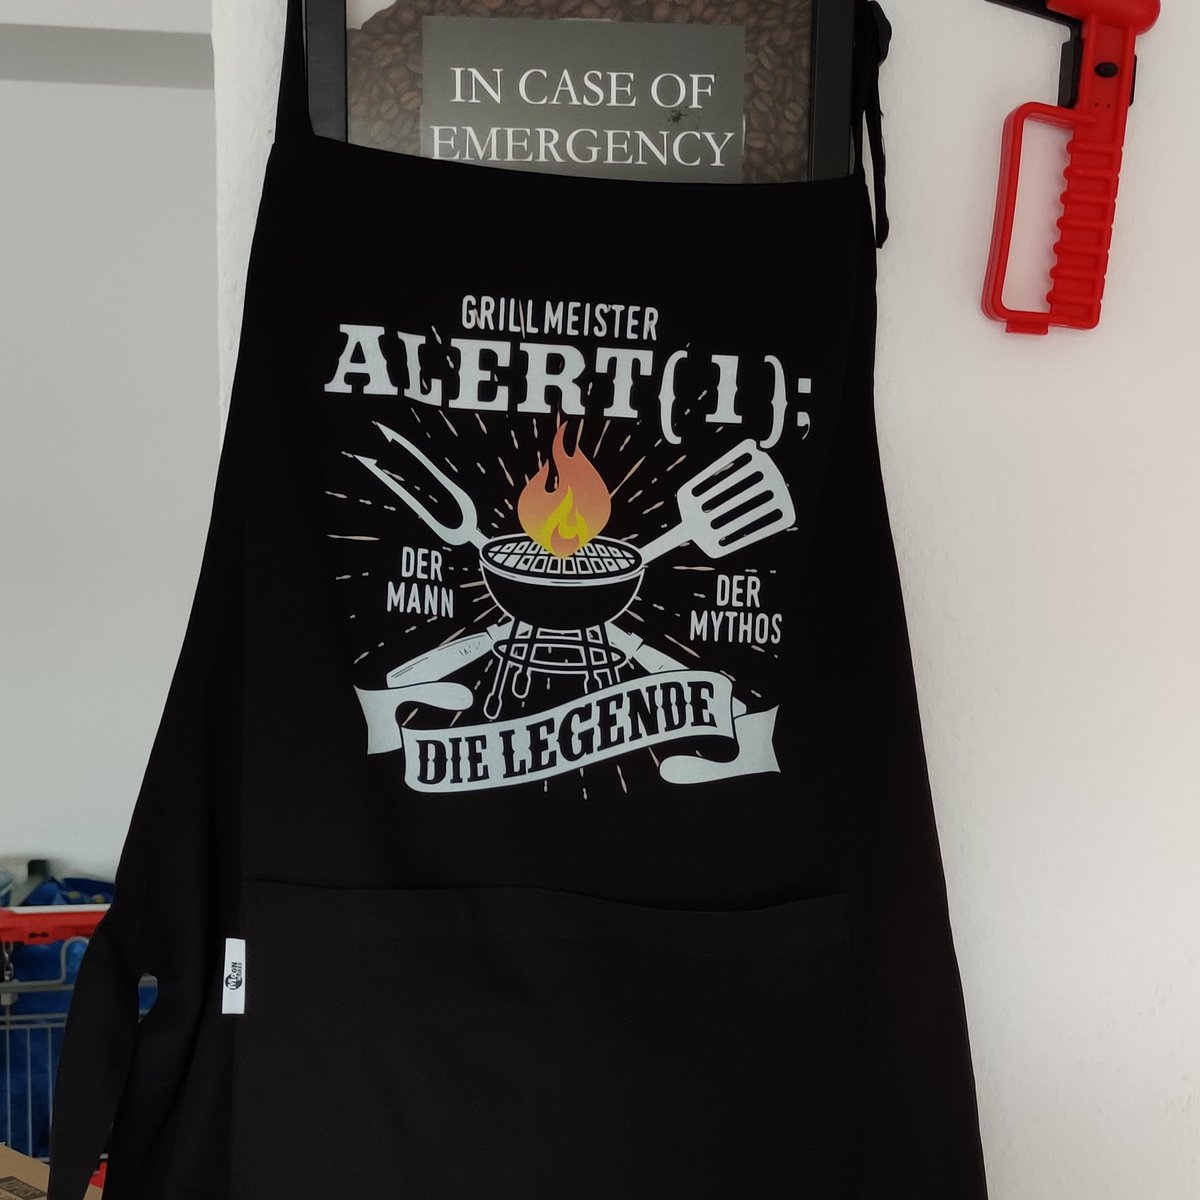 IN CASE OF
EMERGENCY
GRILLMEISTER
ALERT(1);
DER
MANN
DER
MYTHOS
DIE LEGENDE